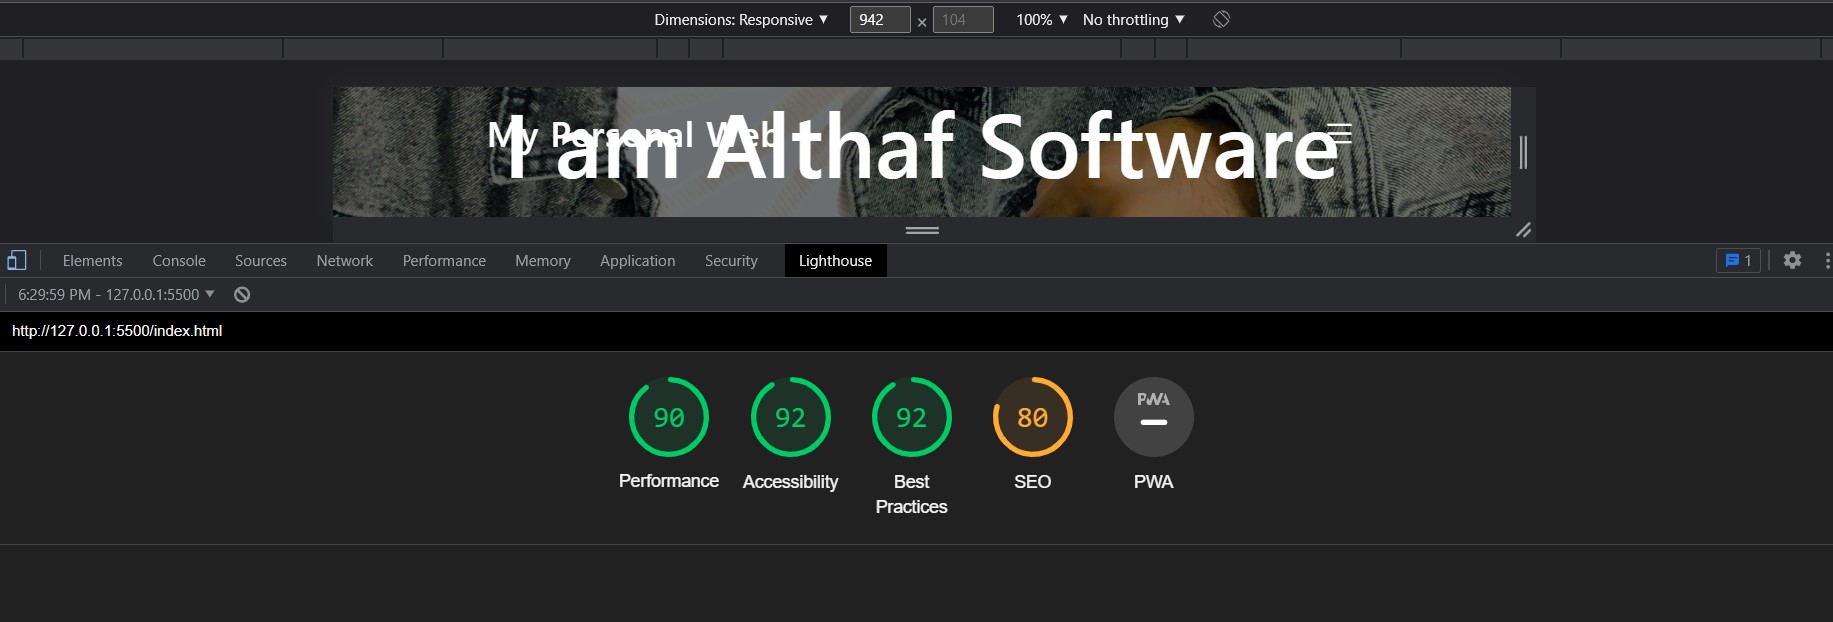 Dimensions: Responsive ▼ 942 × 104 100% ▼ No throttling ▼
My Personal Web
I am Althaf Software
Elements Console Sources Network Performance Memory Application Security Lighthouse 1
6:29:59 PM - 127.0.0.1:5500 ▼
http://127.0.0.1:5500/index.html
90 92 92 80 PWA
Performance Accessibility Best Practices SEO PWA